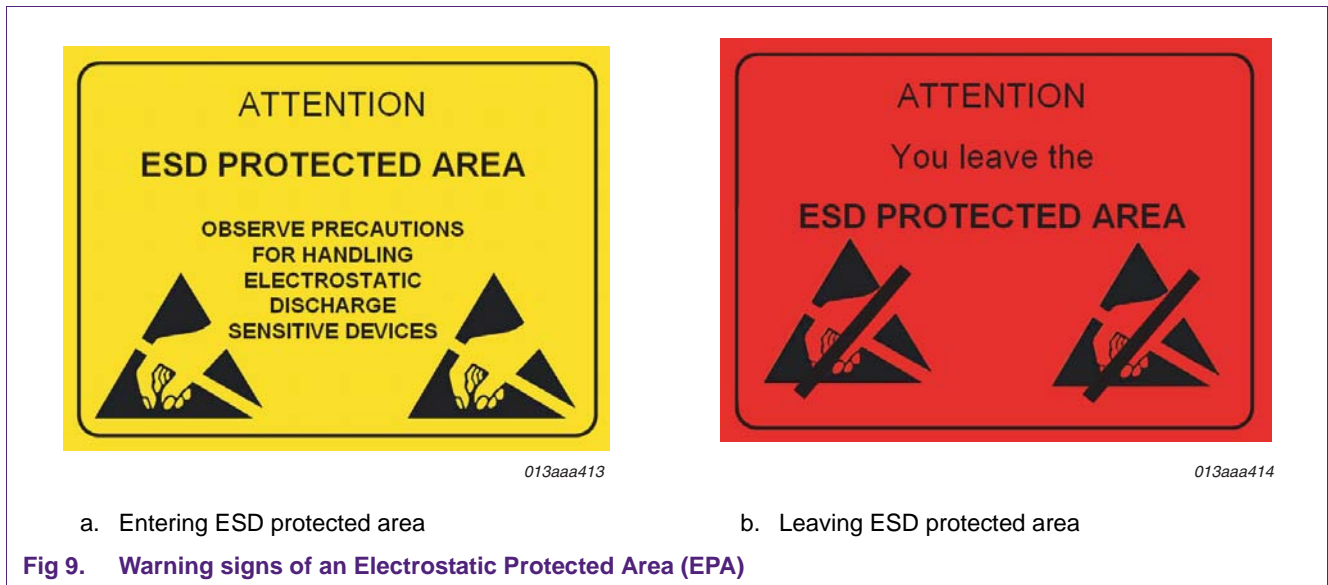 ATTENTION
ESD PROTECTED AREA
OBSERVE PRECAUTIONS
FOR HANDLING
ELECTROSTATIC
DISCHARGE
SENSITIVE DEVICES
013aaa413
a. Entering ESD protected area
ATTENTION
You leave the
ESD PROTECTED AREA
013aaa414
b. Leaving ESD protected area
Fig 9. Warning signs of an Electrostatic Protected Area (EPA)